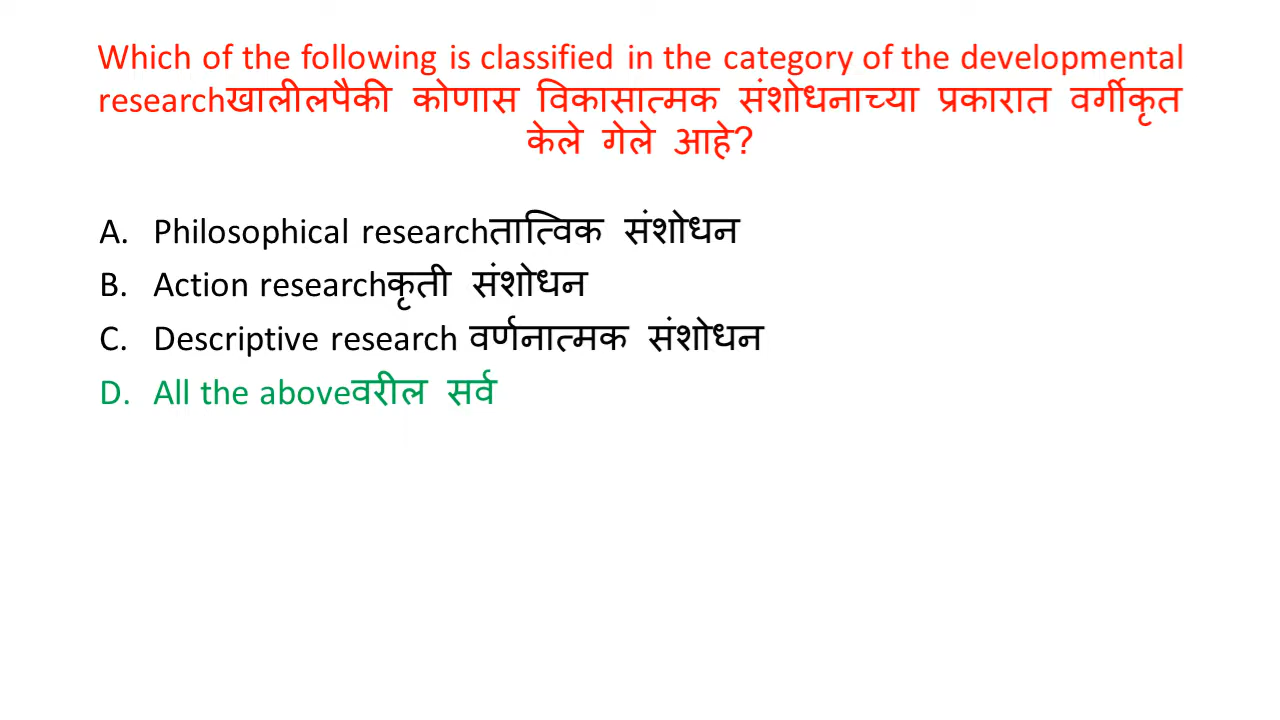 Which of the following is classified in the category of the developmental
researchखालीलपैकी कोणास विकासात्मक संशोधनाच्या प्रकारात वर्गीकृत
केले गेले आहे?
A. Philosophical researchतात्विक संशोधन
B. Action researchकृती संशोधन
C. Descriptive research वर्णनात्मक संशोधन
D. All the aboveवरील सर्व